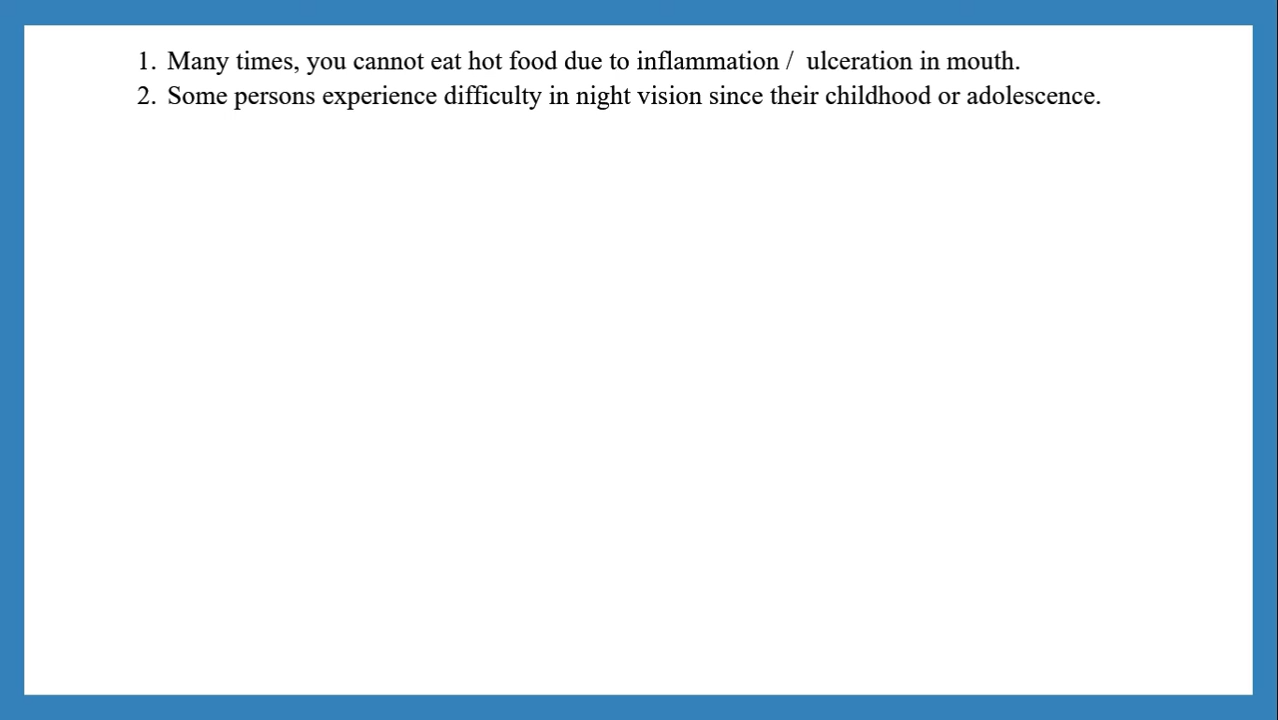 1. Many times, you cannot eat hot food due to inflammation /  ulceration in mouth.
2. Some persons experience difficulty in night vision since their childhood or adolescence.